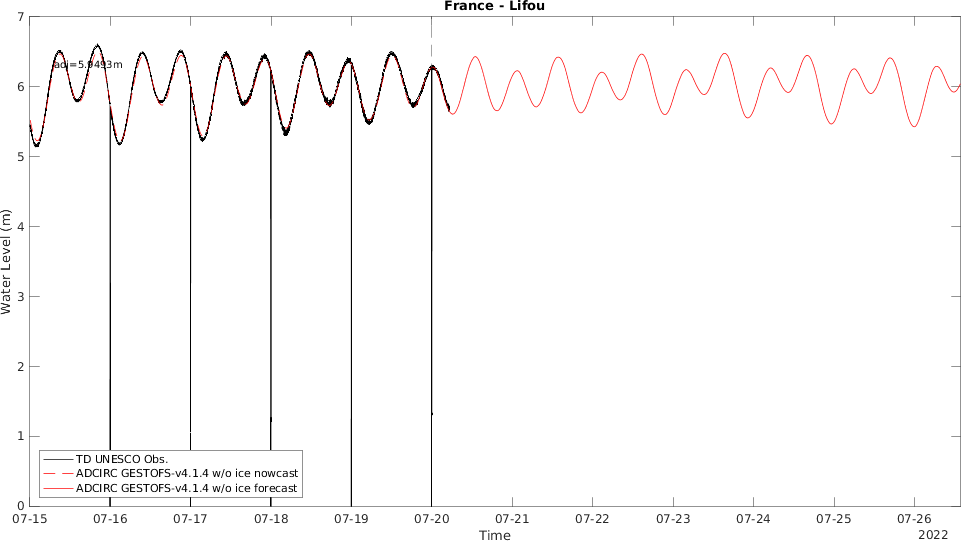 France - Lifou
adj=5.9493m
Water Level (m)
7
6
5
4
3
2
1
0
TD UNESCO Obs.
ADCIRC GESTOFS-v4.1.4 w/o ice nowcast
ADCIRC GESTOFS-v4.1.4 w/o ice forecast
07-15 07-16 07-17 07-18 07-19 07-20 07-21 07-22 07-23 07-24 07-25 07-26
Time
2022